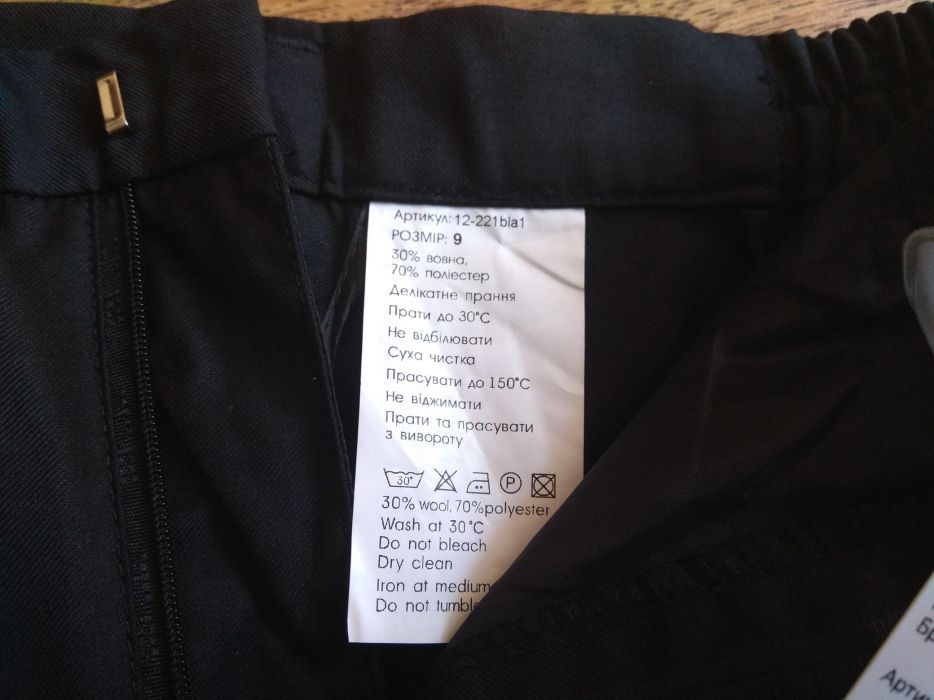 Артикул: 12-221bla1
РОЗМІР: 9
30% вовна,
70% поліестер
Делікатне прання
Прати до 30°C
Не відбілювати
Суха чистка
Прасувати до 150°C
Не віджимати
Прати та прасувати
з вивороту
30° P
30% wool, 70%polyester
Wash at 30°C
Do not bleach
Dry clean
Iron at medium
Do not tumble